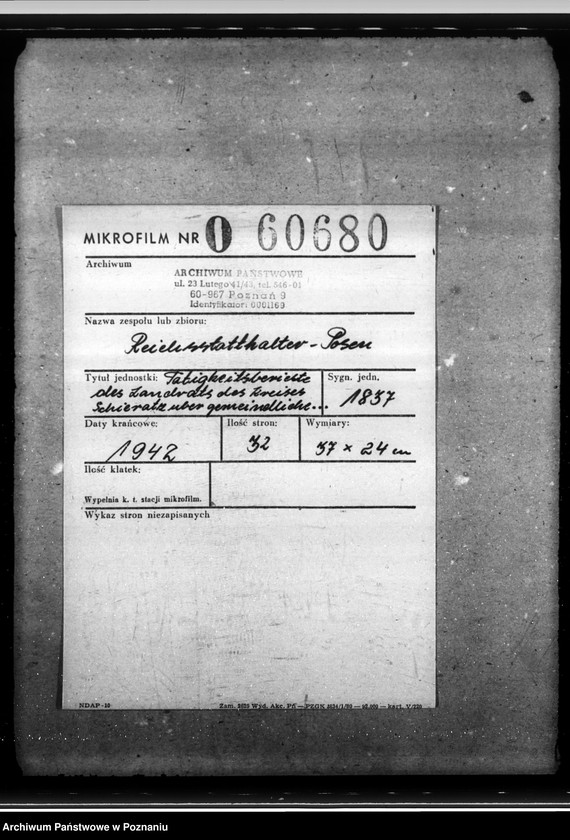 MIKROFILM NR 0 60680
Archiwum
ARCHIWUM PAŃSTWOWE
ul. 23 Lutego 41/43, tel. 546-01
60-967 Poznań 9
Identyfikator: 0001169
Nazwa zespołu lub zbioru:
Reichsstatthalter - Posen
Tytuł jednostki: Tätigkeitsberichte
des Landrats des Kreises
Schieratz über gemeindliche...
Sygn. jedn.
1837
Daty krańcowe:
1942
Ilość stron:
32
Wymiary:
37 x 24 cm
Ilość klatek:
Wypełnia k. t. stacji mikrofilm.
Wykaz stron niezapisanych
NDAP-10
Archiwum Państwowe w Poznaniu